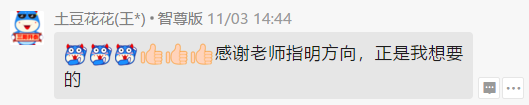 土豆花花(王*) • 智尊版 11/03 14:44
👍👍👍感谢老师指明方向，正是我想要
的